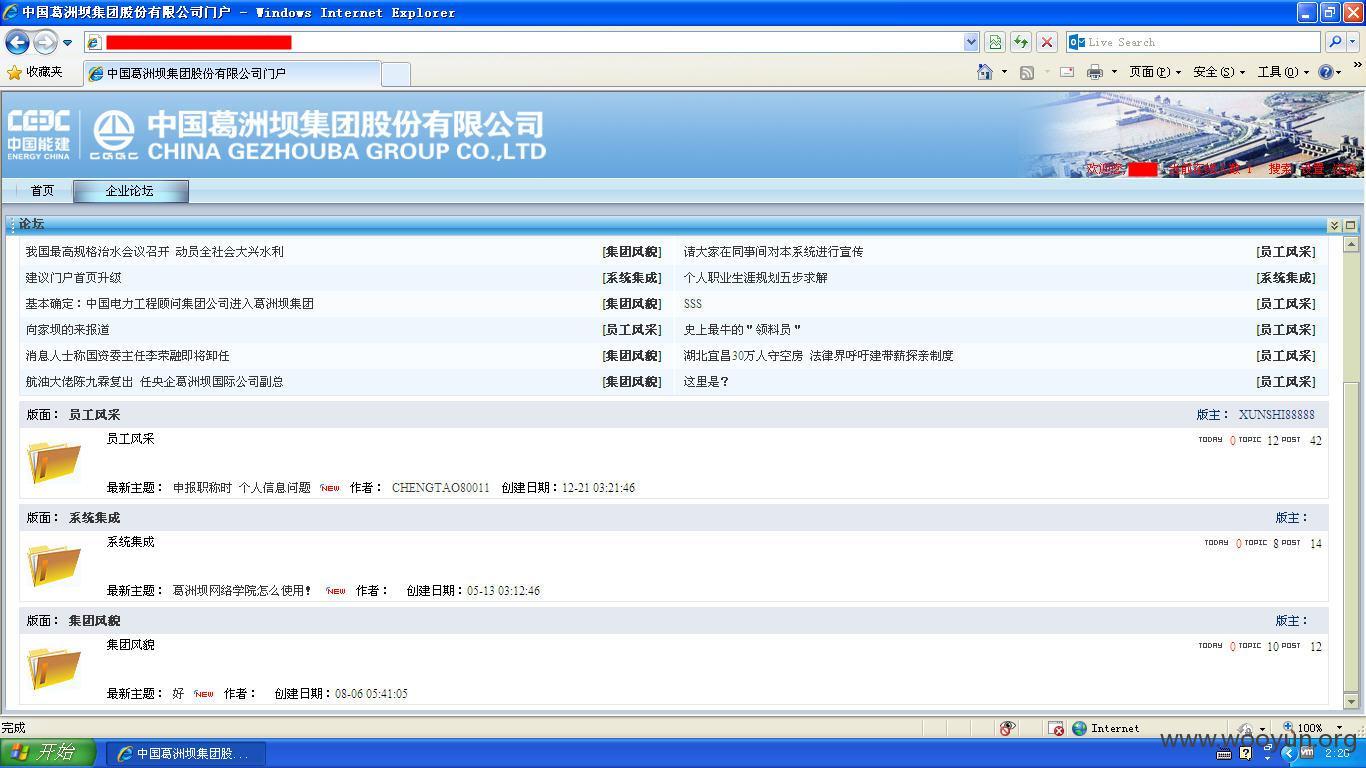 中国葛洲坝集团股份有限公司门户 - Windows Internet Explorer
Live Search
收藏夹
中国葛洲坝集团股份有限公司门户
页面(P) 安全(S) 工具(O)
CEEC
中国能建
ENERGY CHINA
CGGC
中国葛洲坝集团股份有限公司
CHINA GEZHOUBA GROUP CO.,LTD
欢迎您 当前在线人数 1 搜索 设置
首页 企业论坛
论坛
我国最高规格治水会议召开 动员全社会大兴水利 [集团风貌] 请大家在同事间对本系统进行宣传 [员工风采]
建议门户首页升级 [系统集成] 个人职业生涯规划五步求解 [系统集成]
基本确定：中国电力工程顾问集团公司进入葛洲坝集团 [集团风貌] SSS [员工风采]
向家坝的来报道 [员工风采] 史上最牛的"领料员" [员工风采]
消息人士称国资委主任李荣融即将卸任 [集团风貌] 湖北宜昌30万人守空房 法律界呼吁建带薪探亲制度 [员工风采]
航油大佬陈九霖复出 任央企葛洲坝国际公司副总 [集团风貌] 这里是? [员工风采]
版面： 员工风采 版主： XUNSHI88888
员工风采 TODAY 0 TOPIC 12 POST 42
最新主题： 申报职称时 个人信息问题 NEW 作者： CHENGTAO80011 创建日期：12-21 03:21:46
版面： 系统集成 版主：
系统集成 TODAY 0 TOPIC 8 POST 14
最新主题： 葛洲坝网络学院怎么使用! NEW 作者： 创建日期：05-13 03:12:46
版面： 集团风貌 版主：
集团风貌 TODAY 0 TOPIC 10 POST 12
最新主题： 好 NEW 作者： 创建日期：08-06 05:41:05
完成 Internet 100%
www.wooyun.org
开始 中国葛洲坝集团股... 2:26